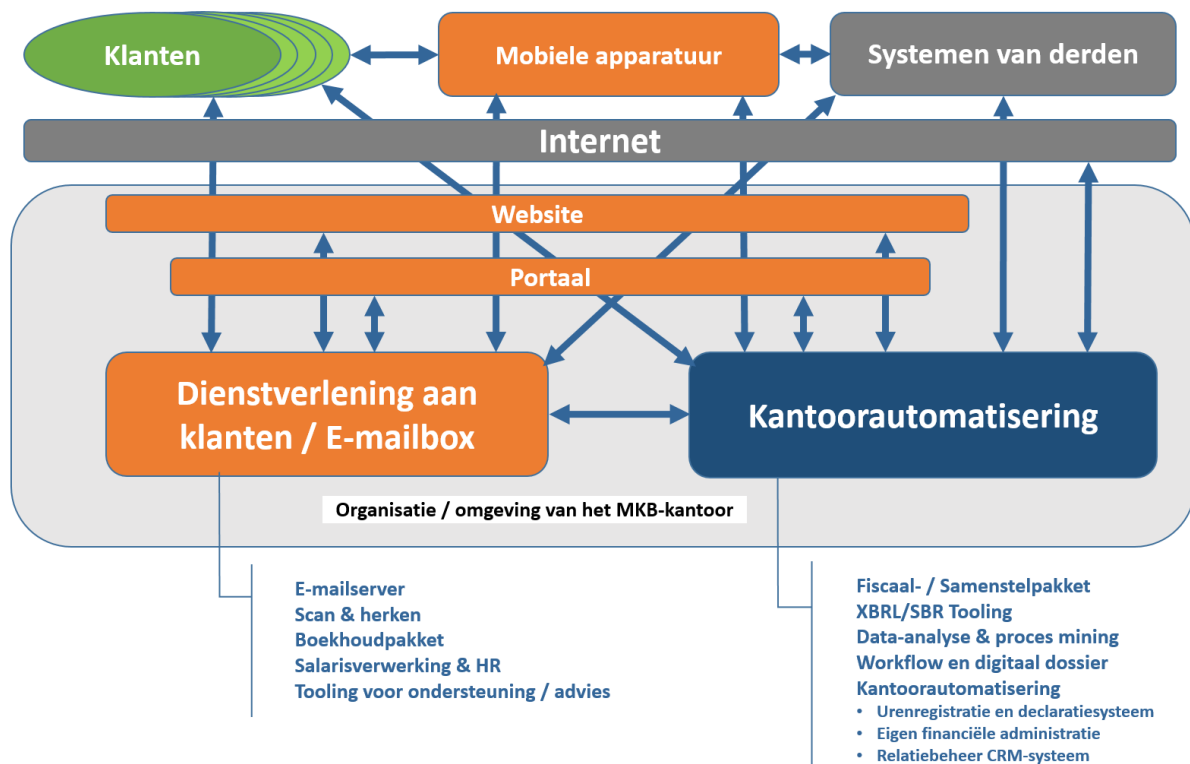 Klanten
Mobiele apparatuur
Systemen van derden
Internet
Website
Portaal
Dienstverlening aan
klanten / E-mailbox
Kantoorautomatisering
Organisatie / omgeving van het MKB-kantoor
E-mailserver
Scan & herken
Boekhoudpakket
Salarisverwerking & HR
Tooling voor ondersteuning / advies
Fiscaal- / Samenstelpakket
XBRL/SBR Tooling
Data-analyse & proces mining
Workflow en digitaal dossier
Kantoorautomatisering
• Urenregistratie en declaratiesysteem
• Eigen financiële administratie
• Relatiebeheer CRM-systeem